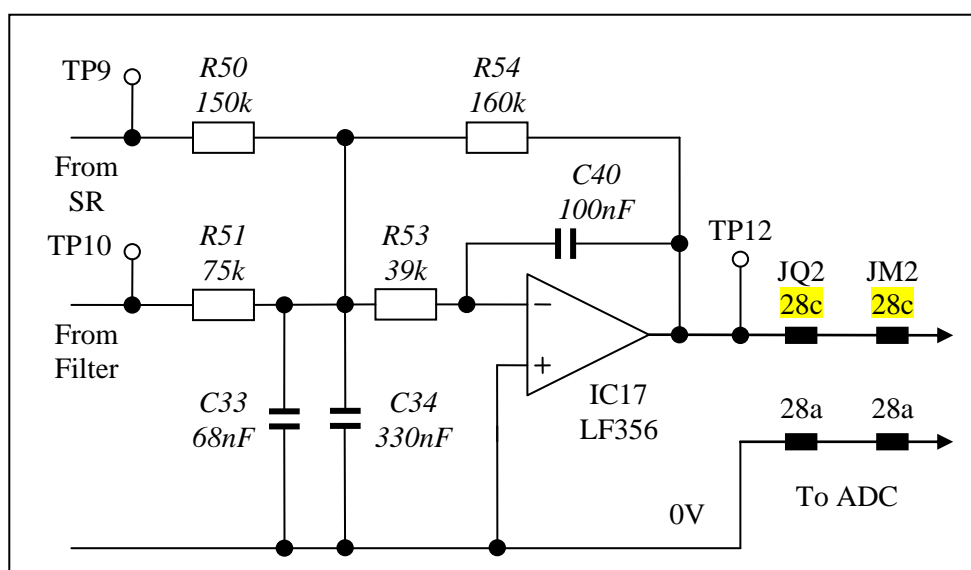 TP9
R50
150k
R54
160k
From
SR
C40
100nF
TP10
R51
75k
R53
39k
TP12
JQ2
28c
JM2
28c
From
Filter
−
+
IC17
LF356
C33
68nF
C34
330nF
28a
28a
To ADC
0V